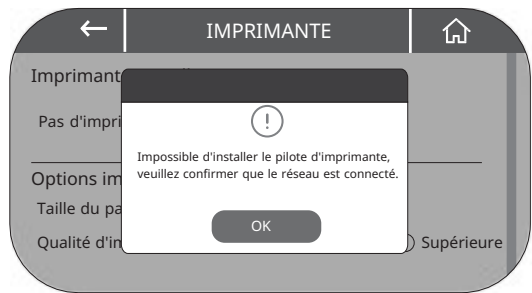 IMPRIMANTE
Imprimant
Pas d'impri
Impossible d'installer le pilote d'imprimante,
veuillez confirmer que le réseau est connecté.
Options im
Taille du pa
OK
Qualité d'in
Supérieure